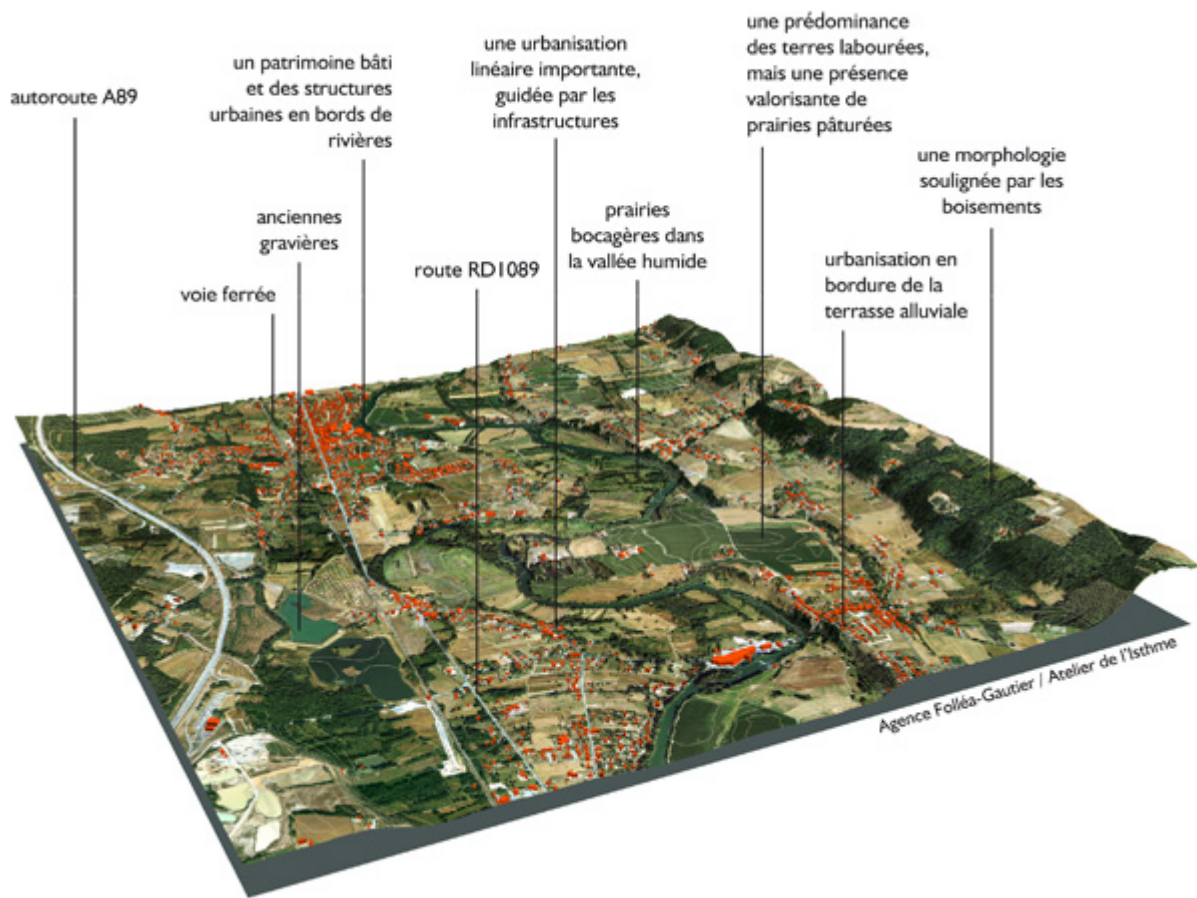 autoroute A89
un patrimoine bâti
et des structures
urbaines en bords de
rivières
une urbanisation
linéaire importante,
guidée par les
infrastructures
une prédominance
des terres labourées,
mais une présence
valorisante de
prairies pâturées
une morphologie
soulignée par les
boisements
anciennes
gravières
prairies
bocagères dans
la vallée humide
voie ferrée
route RD1089
urbanisation en
bordure de la
terrasse alluviale
Agence Folléa-Gautier / Atelier de l'Isthme